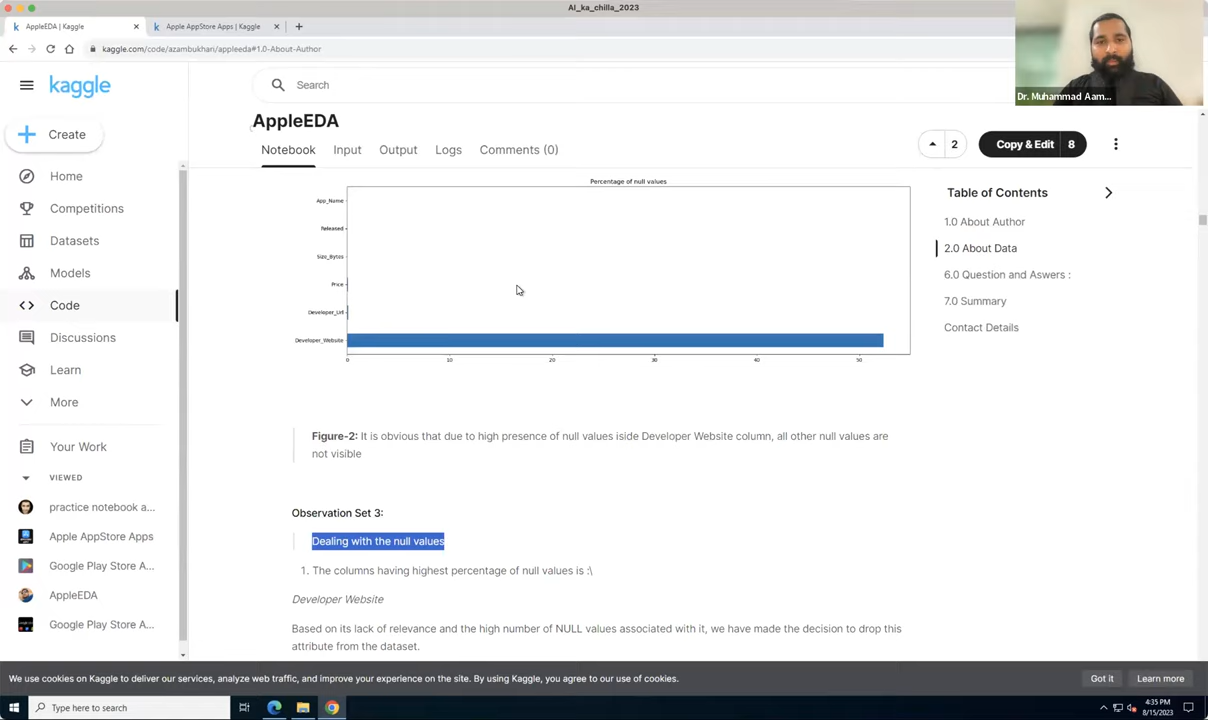 AI_ka_chilla_2023
AppleEDA | Kaggle
Apple AppStore Apps | Kaggle
kaggle.com/code/azambukhari/appleeda#1.0-About-Author
Dr. Muhammad Aam...
kaggle
Search
Create
Home
Competitions
Datasets
Models
Code
Discussions
Learn
More
Your Work
VIEWED
practice notebook a...
Apple AppStore Apps
Google Play Store A...
AppleEDA
Google Play Store A...
AppleEDA
Notebook Input Output Logs Comments (0)
2
Copy & Edit 8
Percentage of null values
App_Name
Released
Size_Bytes
Price
Developer_Url
Developer_Website
0 10 20 30 40 50
Figure-2: It is obvious that due to high presence of null values iside Developer Website column, all other null values are
not visible
Observation Set 3:
Dealing with the null values
1. The columns having highest percentage of null values is :\
Developer Website
Based on its lack of relevance and the high number of NULL values associated with it, we have made the decision to drop this
attribute from the dataset.
Table of Contents
1.0 About Author
2.0 About Data
6.0 Question and Aswers :
7.0 Summary
Contact Details
We use cookies on Kaggle to deliver our services, analyze web traffic, and improve your experience on the site. By using Kaggle, you agree to our use of cookies.
Got it
Learn more
Type here to search
4:35 PM
8/15/2023